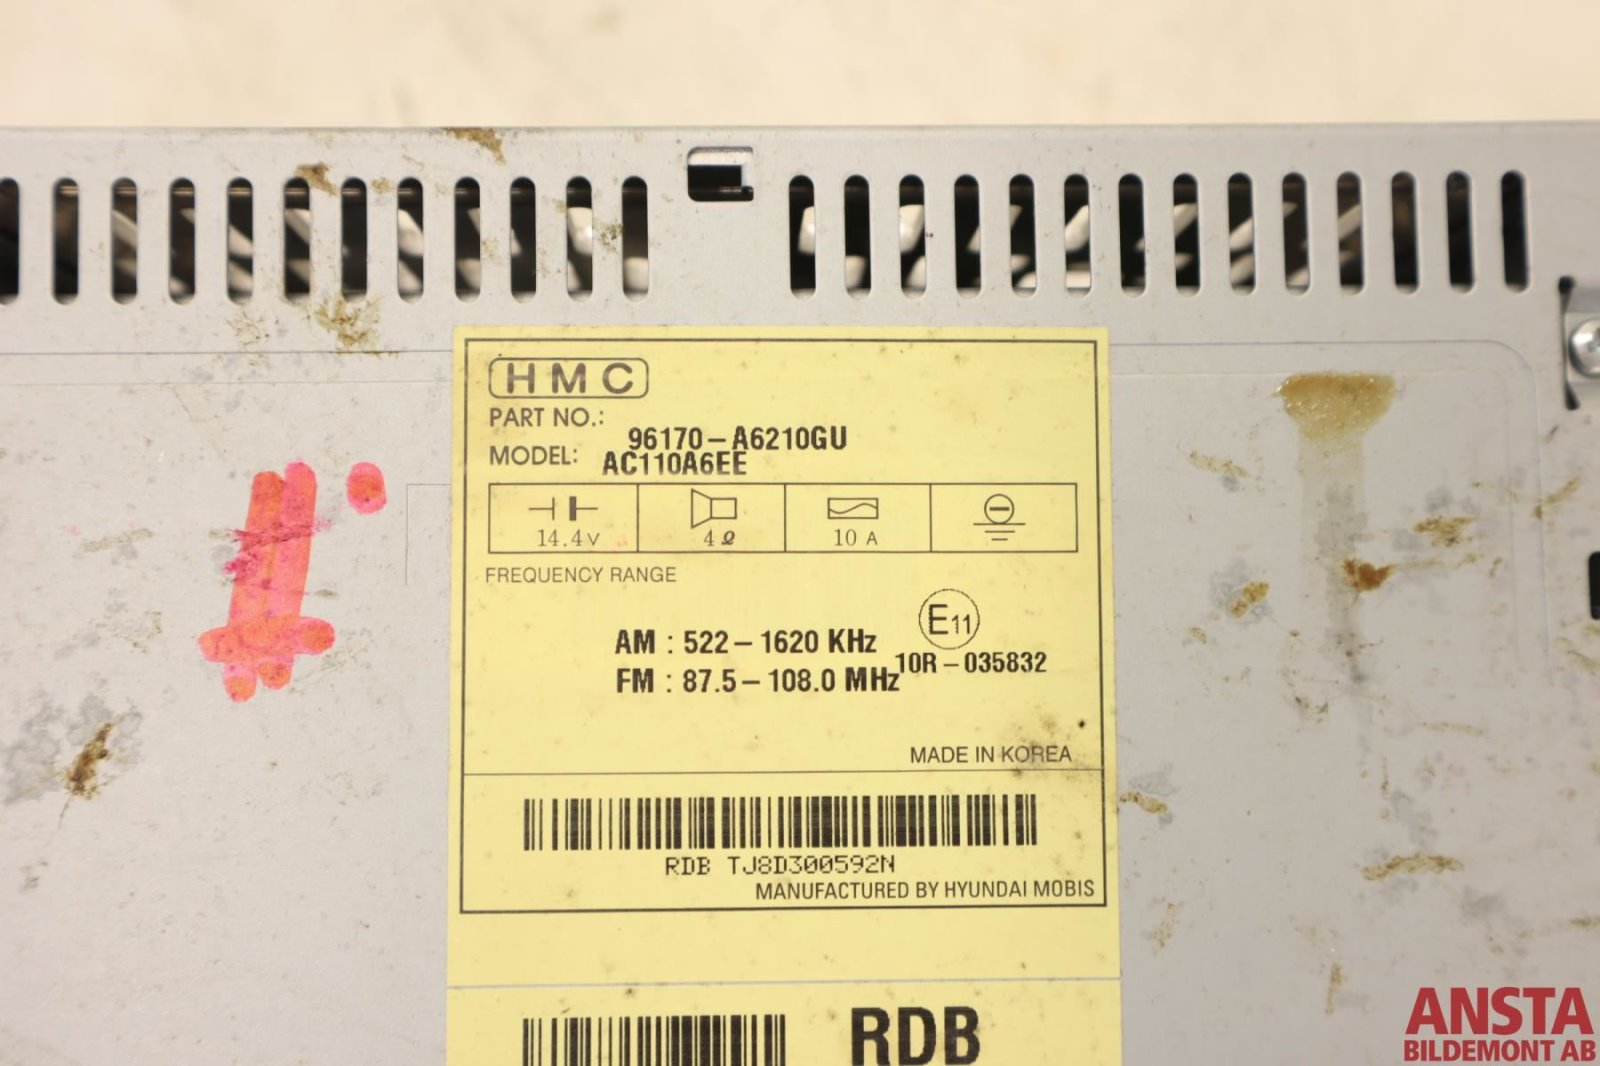 HMC
PART NO.:
96170-A6210GU
MODEL: AC110A6EE
14.4V 4Ω 10 A
FREQUENCY RANGE
AM : 522-1620 KHz
FM : 87.5-108.0 MHz
E11
10R-035832
MADE IN KOREA
RDB TJ8D300592N
MANUFACTURED BY HYUNDAI MOBIS
RDB
ANSTA
BILDEMONT AB